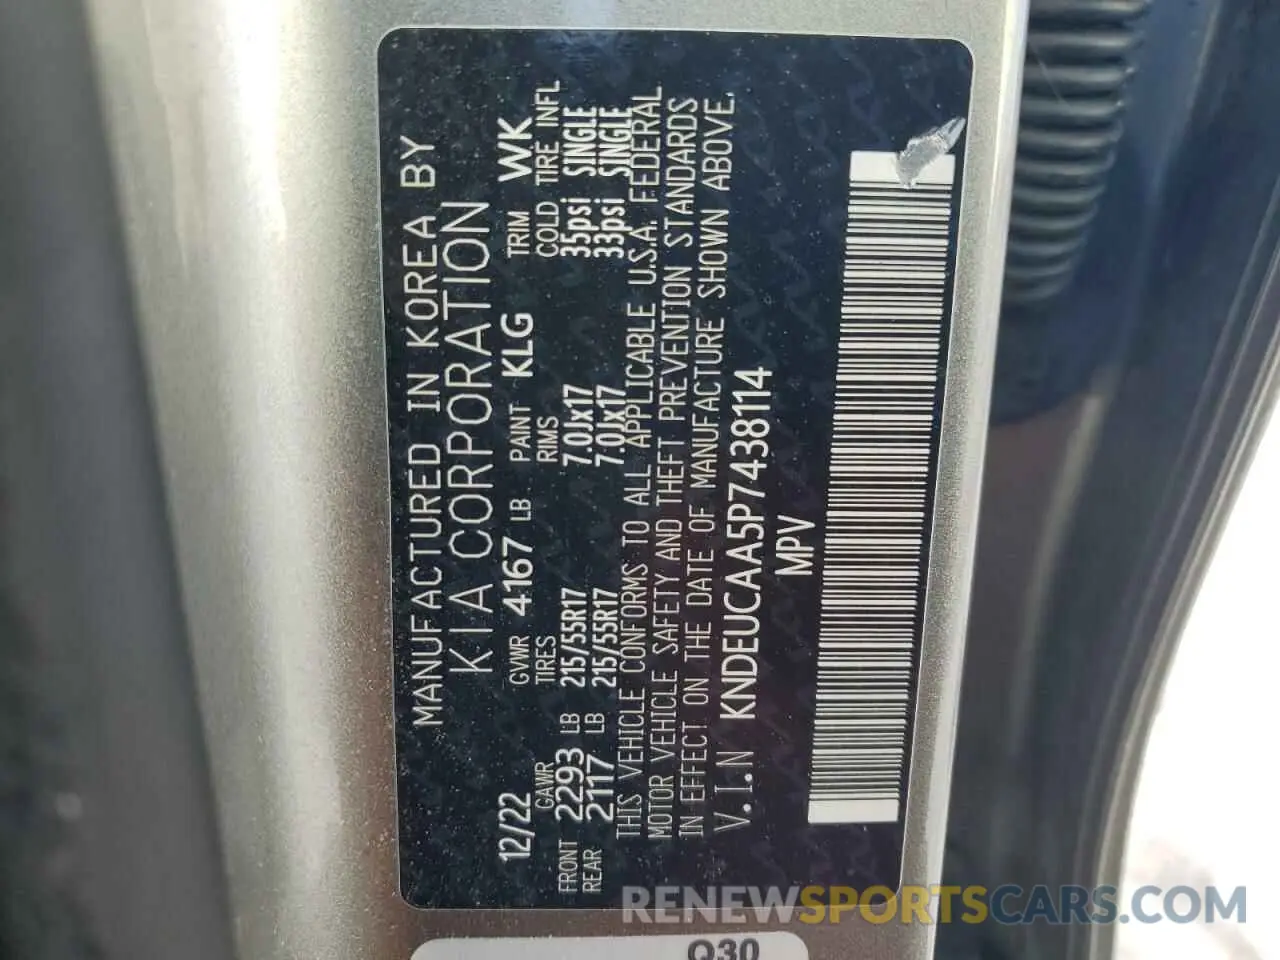 MANUFACTURED IN KOREA BY
KIA CORPORATION
12/22 GVWR 4167 LB PAINT KLG TRIM WK
GAWR TIRES RIMS COLD TIRE INFL
FRONT 2293 LB 215/55R17 7.0Jx17 35psi SINGLE
REAR 2117 LB 215/55R17 7.0Jx17 33psi SINGLE
THIS VEHICLE CONFORMS TO ALL APPLICABLE U.S.A. FEDERAL
MOTOR VEHICLE SAFETY AND THEFT PREVENTION STANDARDS
IN EFFECT ON THE DATE OF MANUFACTURE SHOWN ABOVE.
V.I.N KNDEUCAA5P7438114
MPV
Q30
RENEWSPORTSCARS.COM